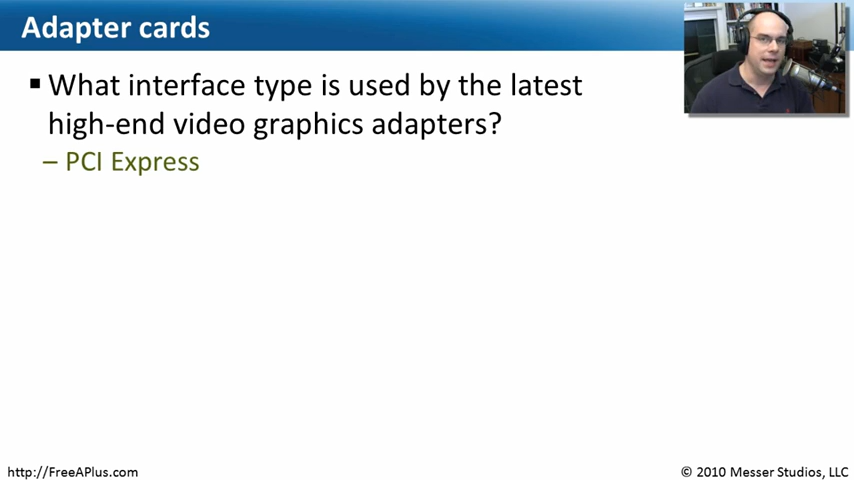 Adapter cards
▪ What interface type is used by the latest
high-end video graphics adapters?
– PCI Express
http://FreeAPlus.com
© 2010 Messer Studios, LLC